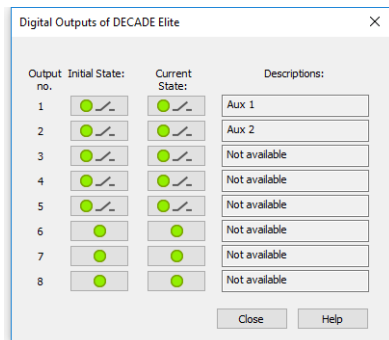 Digital Outputs of DECADE Elite
Output no. Initial State: Current State: Descriptions:
1 Aux 1
2 Aux 2
3 Not available
4 Not available
5 Not available
6 Not available
7 Not available
8 Not available
Close Help